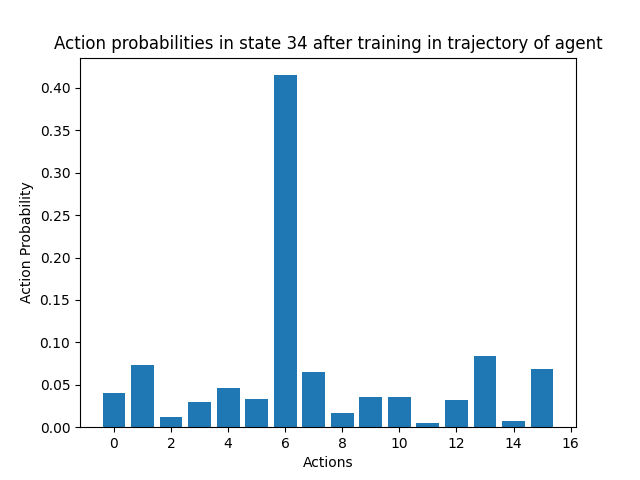 Action probabilities in state 34 after training in trajectory of agent
0.40
0.35
0.30
0.25
0.20
0.15
0.10
0.05
0.00
Action Probability
0 2 4 6 8 10 12 14 16
Actions